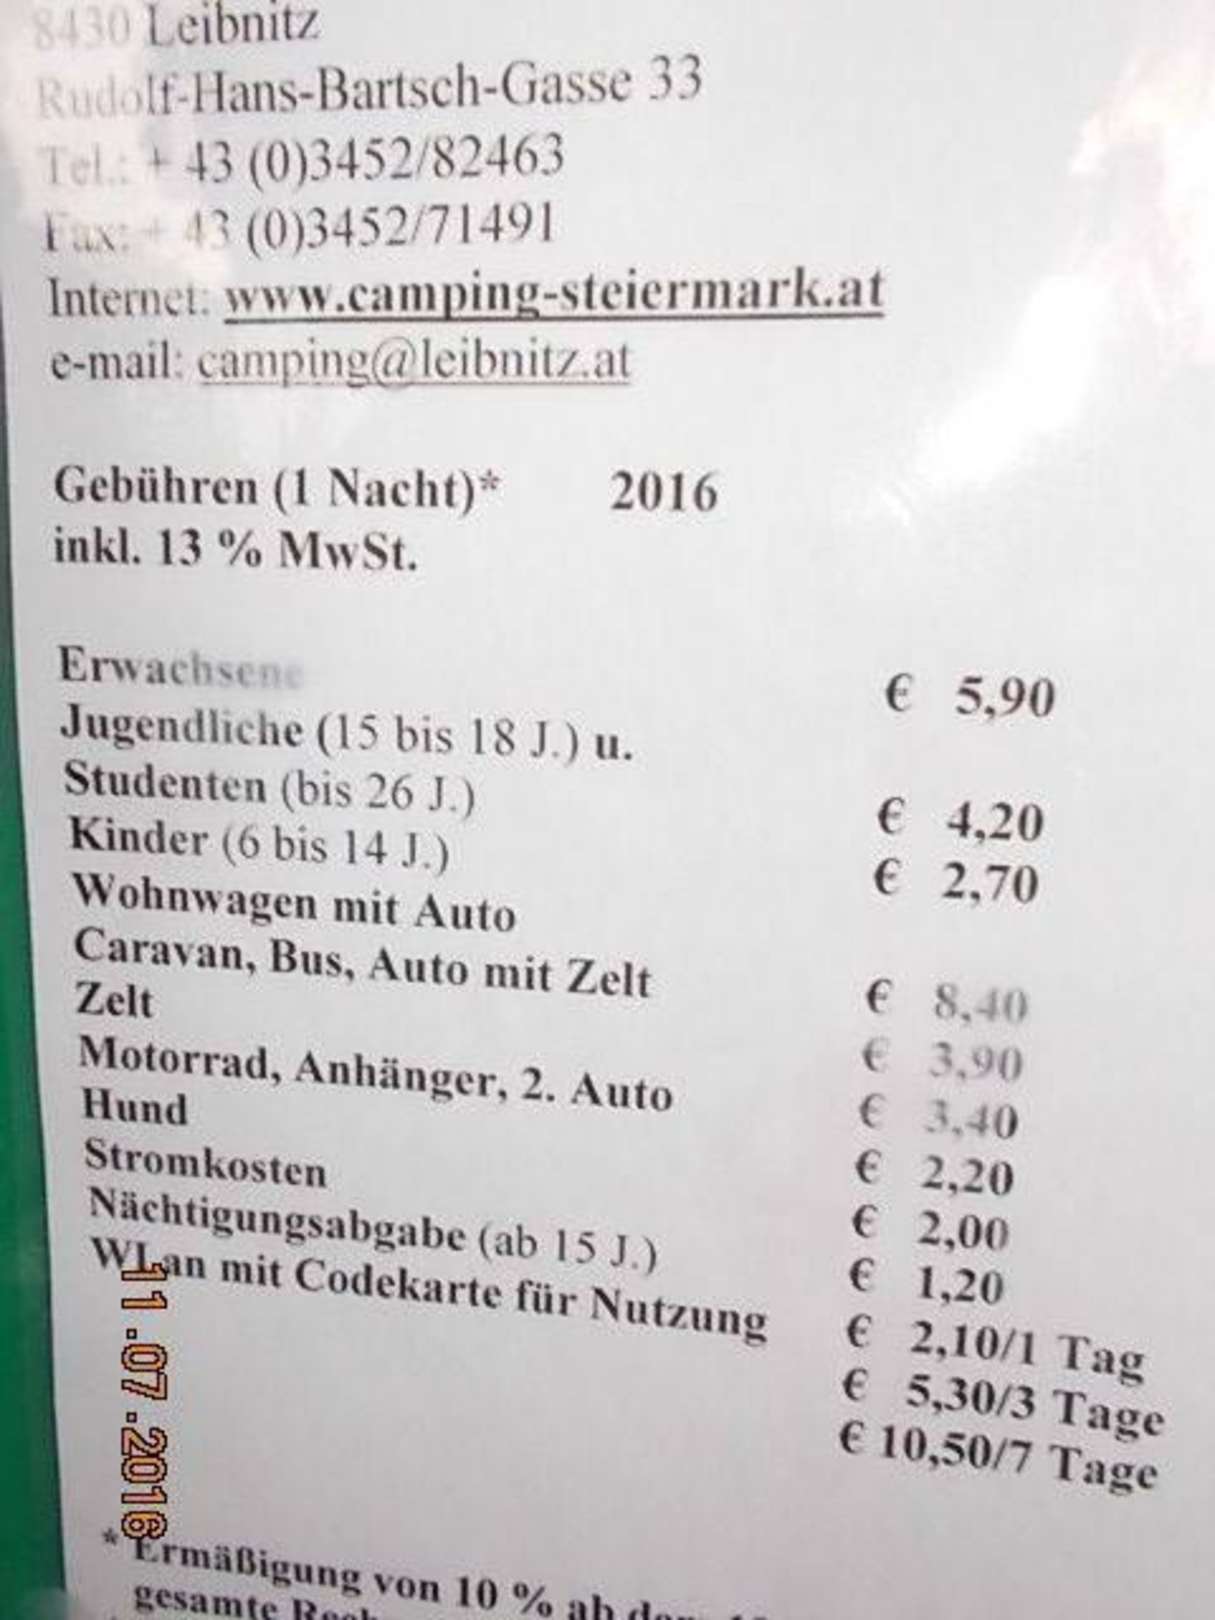 8430 Leibnitz
Rudolf-Hans-Bartsch-Gasse 33
Tel.: + 43 (0)3452/82463
Fax: + 43 (0)3452/71491
Internet: www.camping-steiermark.at
e-mail: camping@leibnitz.at
Gebühren (1 Nacht)* 2016
inkl. 13 % MwSt.
Erwachsene € 5,90
Jugendliche (15 bis 18 J.) u.
Studenten (bis 26 J.) € 4,20
Kinder (6 bis 14 J.) € 2,70
Wohnwagen mit Auto
Caravan, Bus, Auto mit Zelt € 8,40
Zelt € 3,90
Motorrad, Anhänger, 2. Auto € 3,40
Hund € 2,20
Stromkosten € 2,00
Nächtigungsabgabe (ab 15 J.) € 1,20
WLan mit Codekarte für Nutzung € 2,10/1 Tag
€ 5,30/3 Tage
€ 10,50/7 Tage
* Ermäßigung von 10 % ab
gesamte
11.07.2016